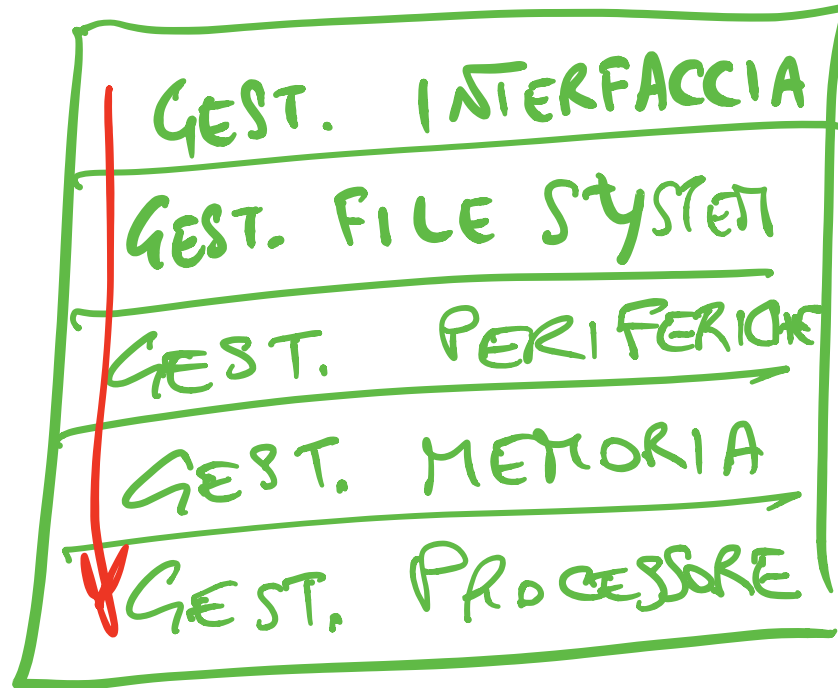 GEST. INTERFACCIA
GEST. FILE SYSTEM
GEST. PERIFERICHE
GEST. MEMORIA
GEST. PROCESSORE